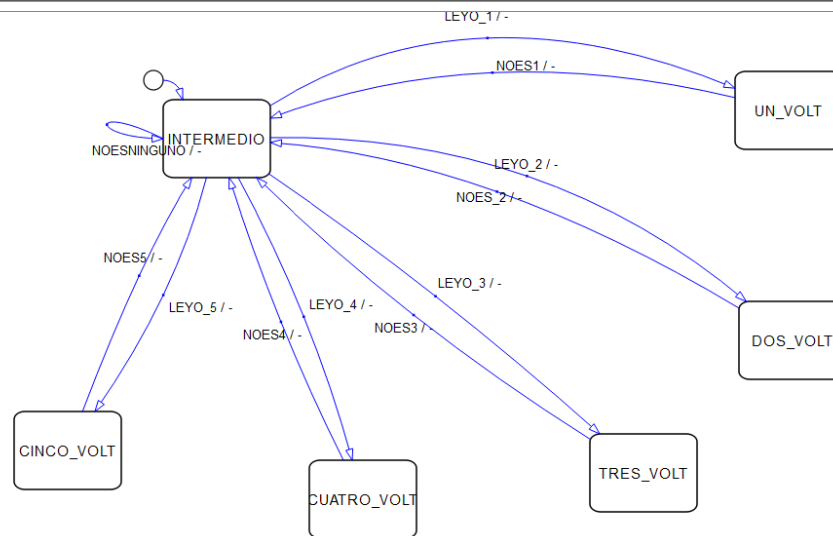 LEYO_1 / -
NOES1 / -
UN_VOLT
INTERMEDIO
NOESNINGUNO / -
LEYO_2 / -
NOES_2 / -
NOES5 / -
LEYO_3 / -
LEYO_5 / -
LEYO_4 / -
NOES3 / -
NOES4 / -
DOS_VOLT
CINCO_VOLT
TRES_VOLT
CUATRO_VOLT